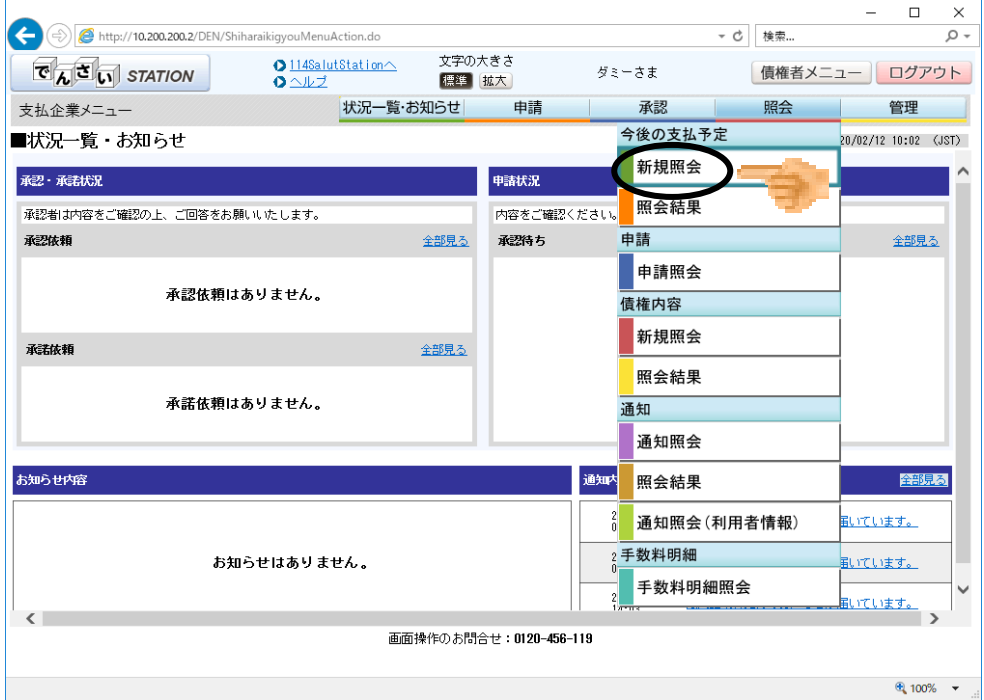 http://10.200.200.2/DEN/ShiharaikigyouMenuAction.do
検索...
でんさい STATION
114SalutStationへ
ヘルプ
文字の大きさ
標準 拡大
ダミーさま
債権者メニュー
ログアウト
支払企業メニュー
状況一覧・お知らせ 申請 承認 照会 管理
■状況一覧・お知らせ
20/02/12 10:02 (JST)
今後の支払予定
新規照会
照会結果
申請
申請照会
債権内容
新規照会
照会結果
通知
通知照会
照会結果
通知照会(利用者情報)
手数料明細
手数料明細照会
承認・承諾状況
承認者は内容をご確認の上、ご回答をお願いいたします。
承認依頼 全部見る
承認依頼はありません。
承諾依頼 全部見る
承諾依頼はありません。
申請状況
内容をご確認ください。
承認待ち 全部見る
お知らせ内容
お知らせはありません。
通知内 全部見る
届いています。
届いています。
届いています。
画面操作のお問合せ:0120-456-119
100%